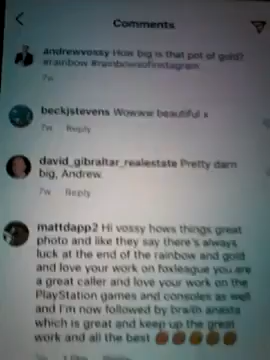 Comments
andrewvossy How big is that pot of gold?
#rainbow #rainbowsofinstagram
7w
beckjstevens Wowww beautiful x
7w Reply
david_gibraltar_realestate Pretty darn
big, Andrew.
7w Reply
mattdapp2 Hi vossy hows things great
photo and like they say there's always
luck at the end of the rainbow and gold
and love your work on foxleague you are
a great caller and love your work on the
PlayStation games and consoles as well
and I'm now followed by braith anasta
which is great and keep up the great
work and all the best